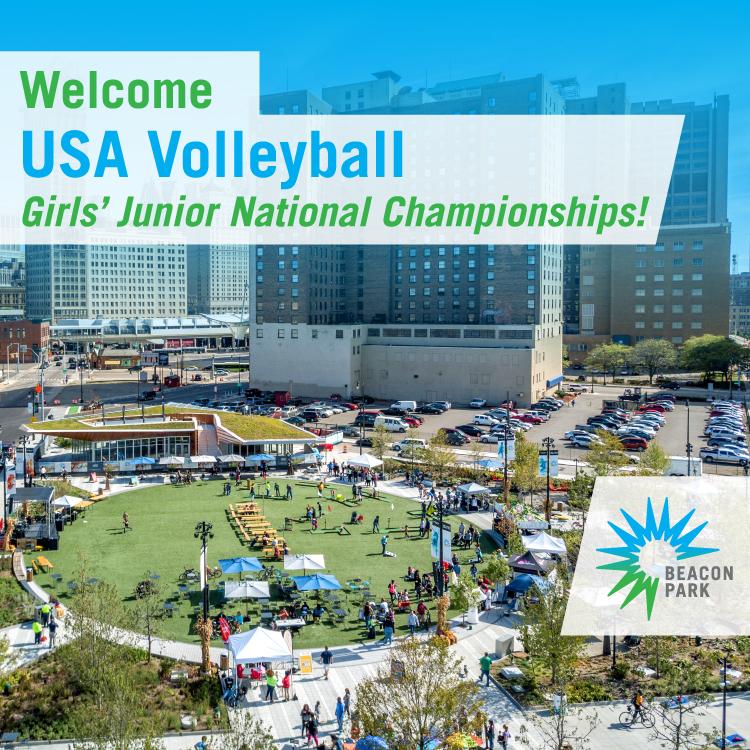 Welcome
USA Volleyball
Girls’ Junior National Championships!
BEACON
PARK